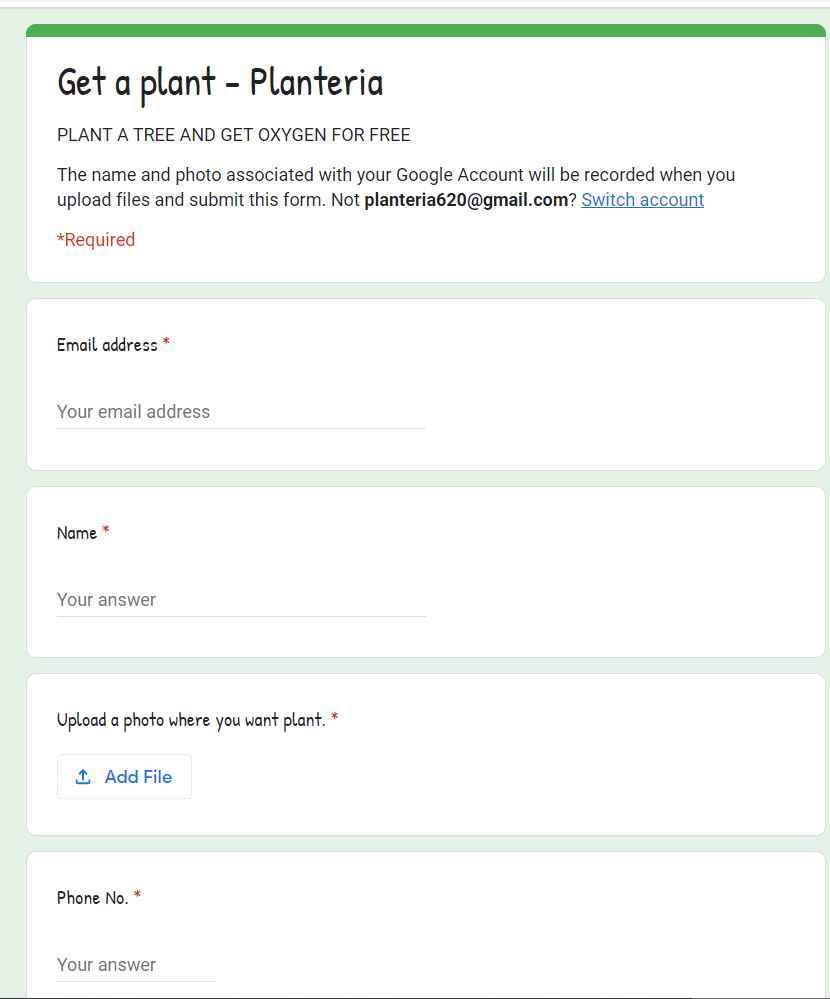 Get a plant - Planteria
PLANT A TREE AND GET OXYGEN FOR FREE
The name and photo associated with your Google Account will be recorded when you
upload files and submit this form. Not planteria620@gmail.com? Switch account
*Required
Email address *
Your email address
Name *
Your answer
Upload a photo where you want plant. *
Add File
Phone No. *
Your answer